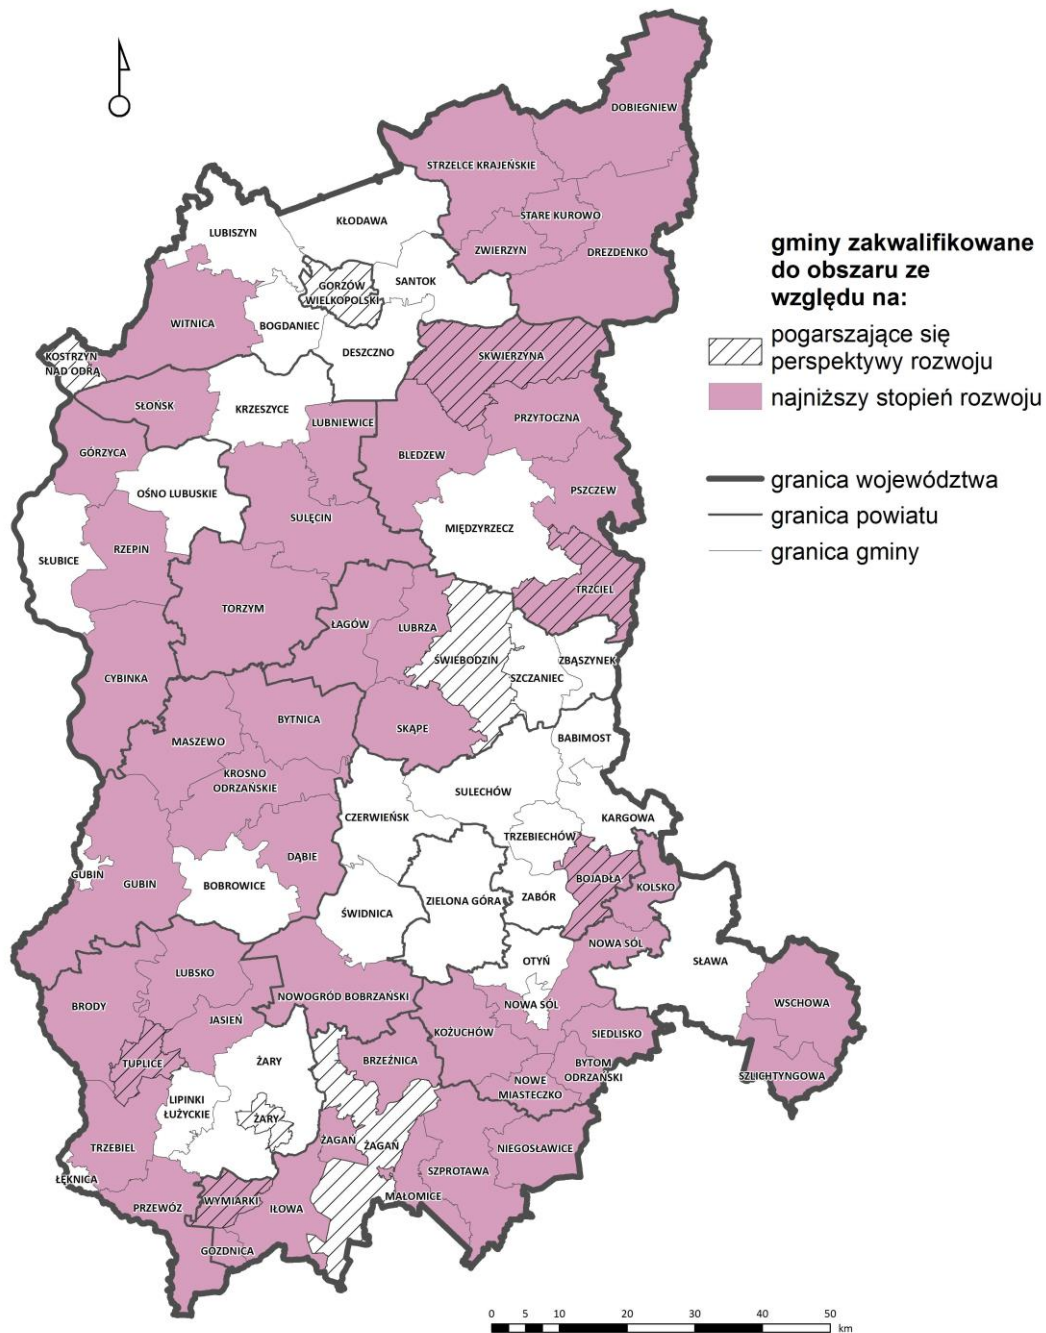 DOBIEGNIEW
STRZELCE KRAJEŃSKIE
STARE KUROWO
KŁODAWA
LUBISZYN
ZWIERZYN
DREZDENKO
gminy zakwalifikowane
do obszaru ze
względu na:
pogarszające się
perspektywy rozwoju
najniższy stopień rozwoju
granica województwa
granica powiatu
granica gminy
SANTOK
GORZÓW
WIELKOPOLSKI
WITNICA
BOGDANIEC
DESZCZNO
KOSTRZYN
NAD ODRĄ
SKWIERZYNA
SŁOŃSK
KRZESZYCE
LUBNIEWICE
PRZYTOCZNA
GÓRZYCA
BLEDZEW
OŚNO LUBUSKIE
PSZCZEW
SULĘCIN
MIĘDZYRZECZ
RZEPIN
SŁUBICE
TRZCIEL
TORZYM
ŁAGÓW
LUBRZA
ŚWIEBODZIN
ZBĄSZYNEK
SZCZANIEC
CYBINKA
BYTNICA
SKĄPE
MASZEWO
BABIMOST
KROSNO
ODRZAŃSKIE
SULECHÓW
CZERWIEŃSK
KARGOWA
TRZEBIECHÓW
DĄBIE
GUBIN
GUBIN
BOBROWICE
BOJADŁA
KOLSKO
ZABÓR
ZIELONA GÓRA
ŚWIDNICA
NOWA SÓL
OTYŃ
SŁAWA
LUBSKO
NOWOGRÓD BOBRZAŃSKI
NOWA SÓL
WSCHOWA
BRODY
JASIEŃ
KOŻUCHÓW
SIEDLISKO
ŻARY
BRZEŹNICA
TUPLICE
BYTOM
ODRZAŃSKI
NOWE
MIASTECZKO
SZLICHTYNGOWA
LIPINKI
ŁUŻYCKIE
ŻARY
ŻAGAŃ
ŻAGAŃ
TRZEBIEL
NIEGOSŁAWICE
SZPROTAWA
ŁĘKNICA
PRZEWÓZ
WYMIARKI
IŁOWA
MAŁOMICE
GOZDNICA
0 5 10 20 30 40 50
km